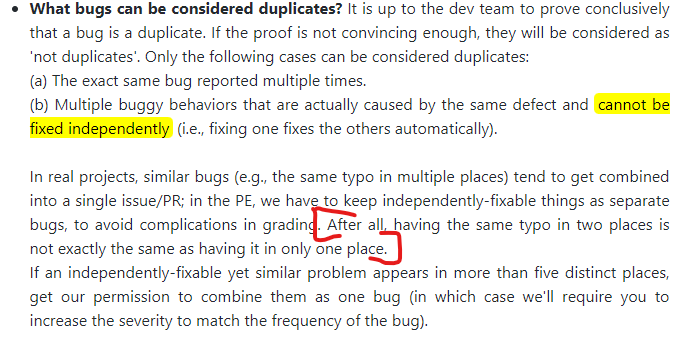 What bugs can be considered duplicates? It is up to the dev team to prove conclusively
that a bug is a duplicate. If the proof is not convincing enough, they will be considered as
'not duplicates'. Only the following cases can be considered duplicates:
(a) The exact same bug reported multiple times.
(b) Multiple buggy behaviors that are actually caused by the same defect and cannot be
fixed independently (i.e., fixing one fixes the others automatically).
In real projects, similar bugs (e.g., the same typo in multiple places) tend to get combined
into a single issue/PR; in the PE, we have to keep independently-fixable things as separate
bugs, to avoid complications in grading. After all, having the same typo in two places is
not exactly the same as having it in only one place.
If an independently-fixable yet similar problem appears in more than five distinct places,
get our permission to combine them as one bug (in which case we'll require you to
increase the severity to match the frequency of the bug).